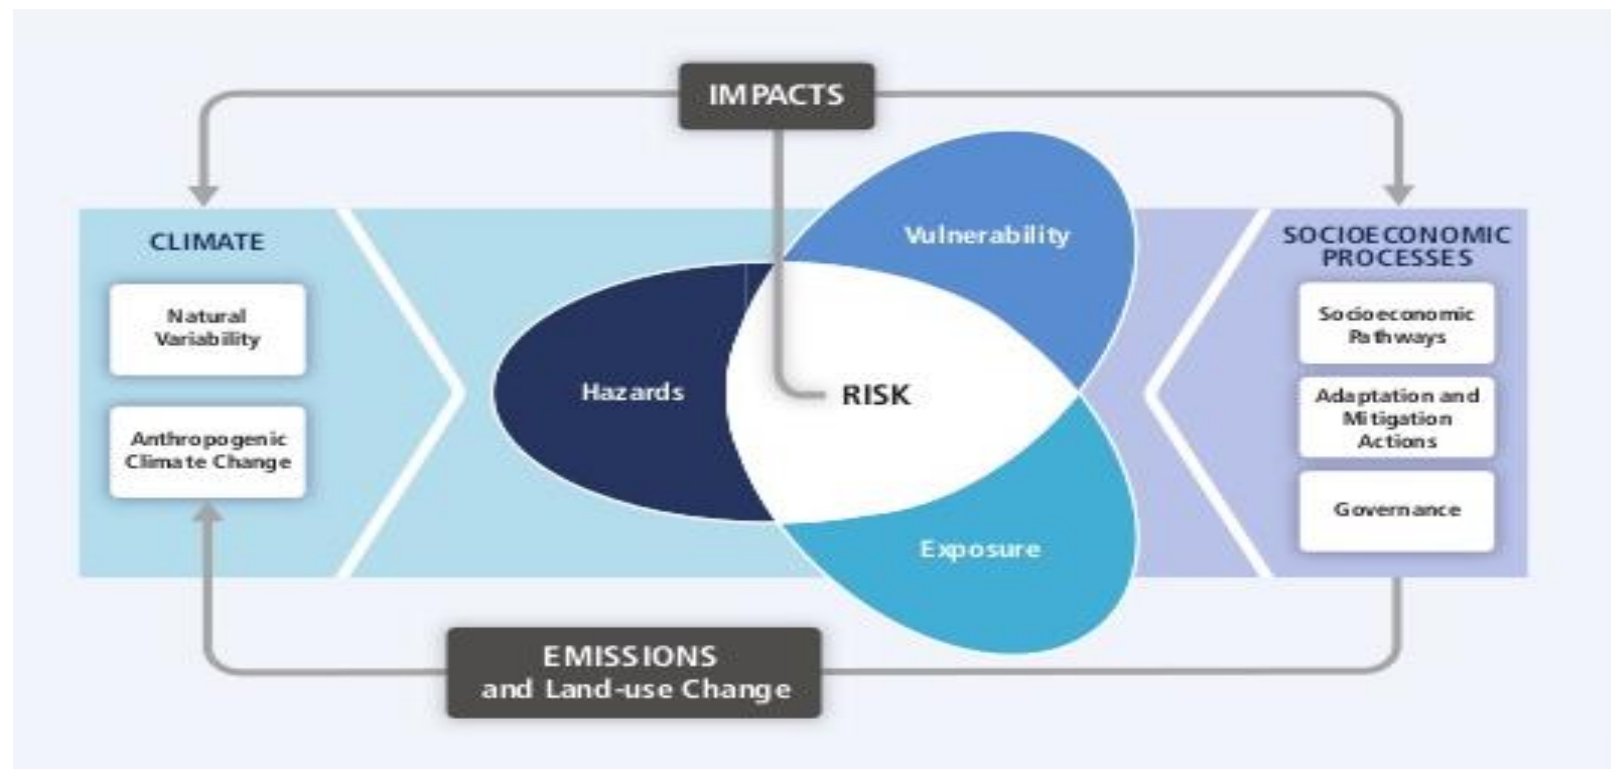 IMPACTS
CLIMATE
Natural
Variability
Anthropogenic
Climate Change
Hazards
Vulnerability
RISK
Exposure
SOCIOECONOMIC
PROCESSES
Socioeconomic
Pathways
Adaptation and
Mitigation
Actions
Governance
EMISSIONS
and Land-use Change